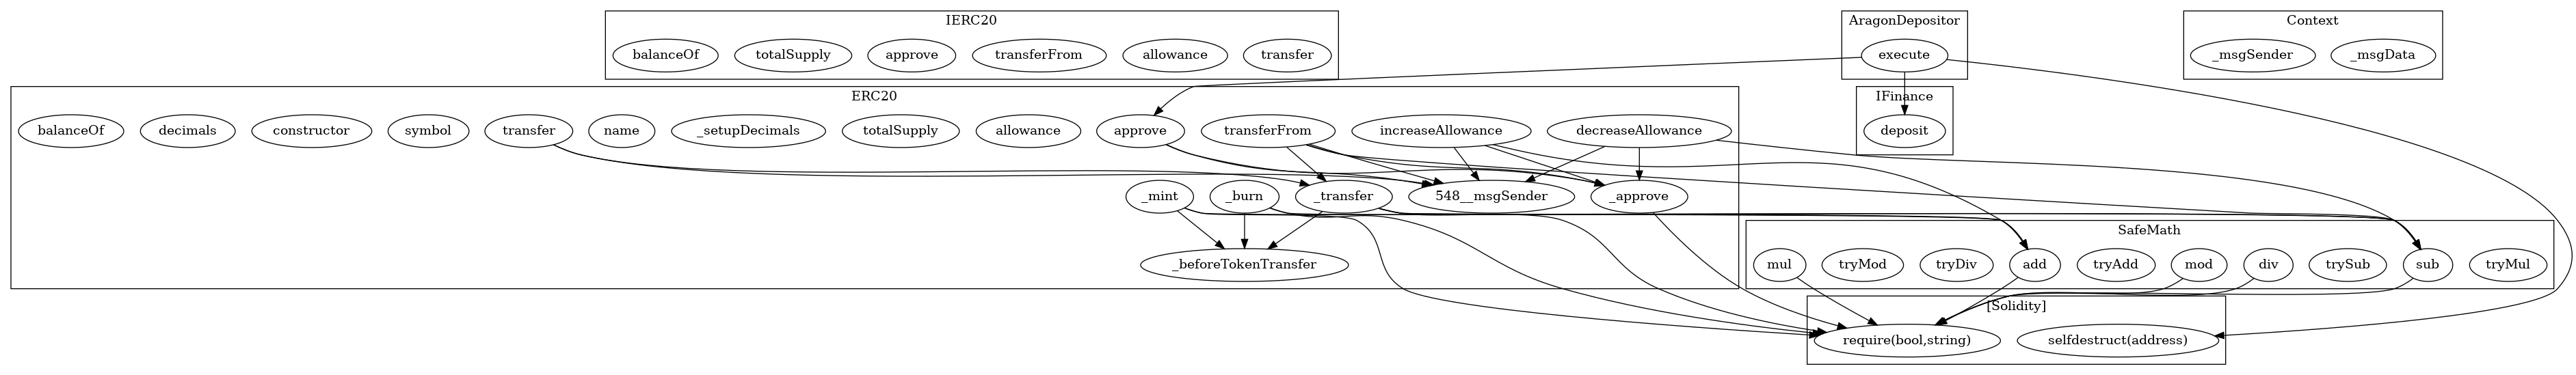 IERC20
balanceOf
totalSupply
approve
transferFrom
allowance
transfer
AragonDepositor
execute
Context
_msgSender
_msgData
ERC20
balanceOf
decimals
constructor
symbol
transfer
name
_setupDecimals
totalSupply
allowance
approve
transferFrom
increaseAllowance
decreaseAllowance
IFinance
deposit
_mint
_burn
_transfer
548__msgSender
_approve
_beforeTokenTransfer
SafeMath
mul
tryMod
tryDiv
add
tryAdd
mod
div
trySub
sub
tryMul
[Solidity]
require(bool,string)
selfdestruct(address)